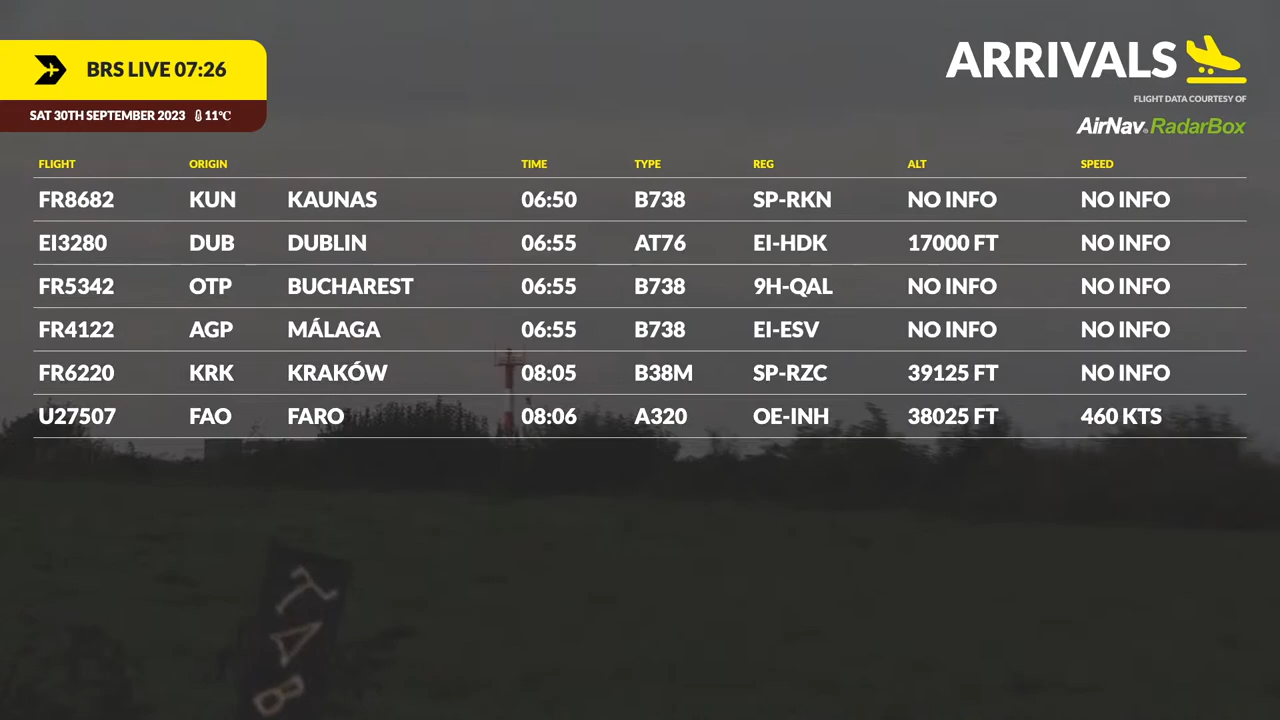 BRS LIVE 07:26
SAT 30TH SEPTEMBER 2023 11°C
ARRIVALS
FLIGHT DATA COURTESY OF
AirNav RadarBox
FLIGHT ORIGIN TIME TYPE REG ALT SPEED
FR8682 KUN KAUNAS 06:50 B738 SP-RKN NO INFO NO INFO
EI3280 DUB DUBLIN 06:55 AT76 EI-HDK 17000 FT NO INFO
FR5342 OTP BUCHAREST 06:55 B738 9H-QAL NO INFO NO INFO
FR4122 AGP MÁLAGA 06:55 B738 EI-ESV NO INFO NO INFO
FR6220 KRK KRAKÓW 08:05 B38M SP-RZC 39125 FT NO INFO
U27507 FAO FARO 08:06 A320 OE-INH 38025 FT 460 KTS